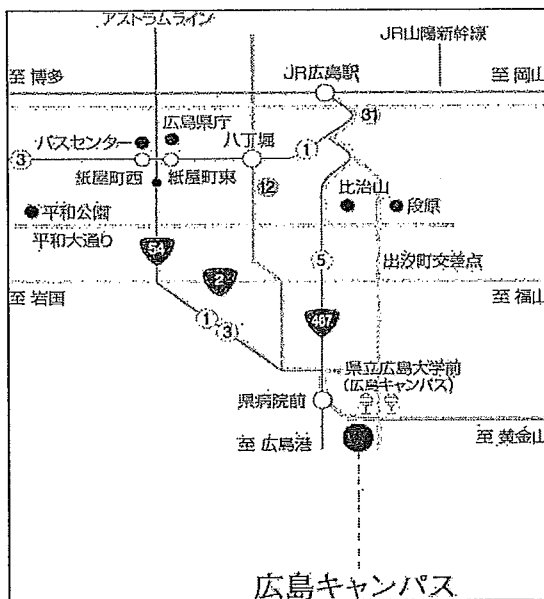 アストラムライン
JR山陽新幹線
至 博多
JR広島駅
至 岡山
31
広島県庁
バスセンター
八丁堀
3
1
紙屋町西
紙屋町東
12
比治山
平和公園
段原
平和大通り
54
5
出汐町交差点
2
至 岩国
至 福山
487
1
3
県立広島大学前
(広島キャンパス)
県病院前
至 広島港
至 黄金山
広島キャンパス